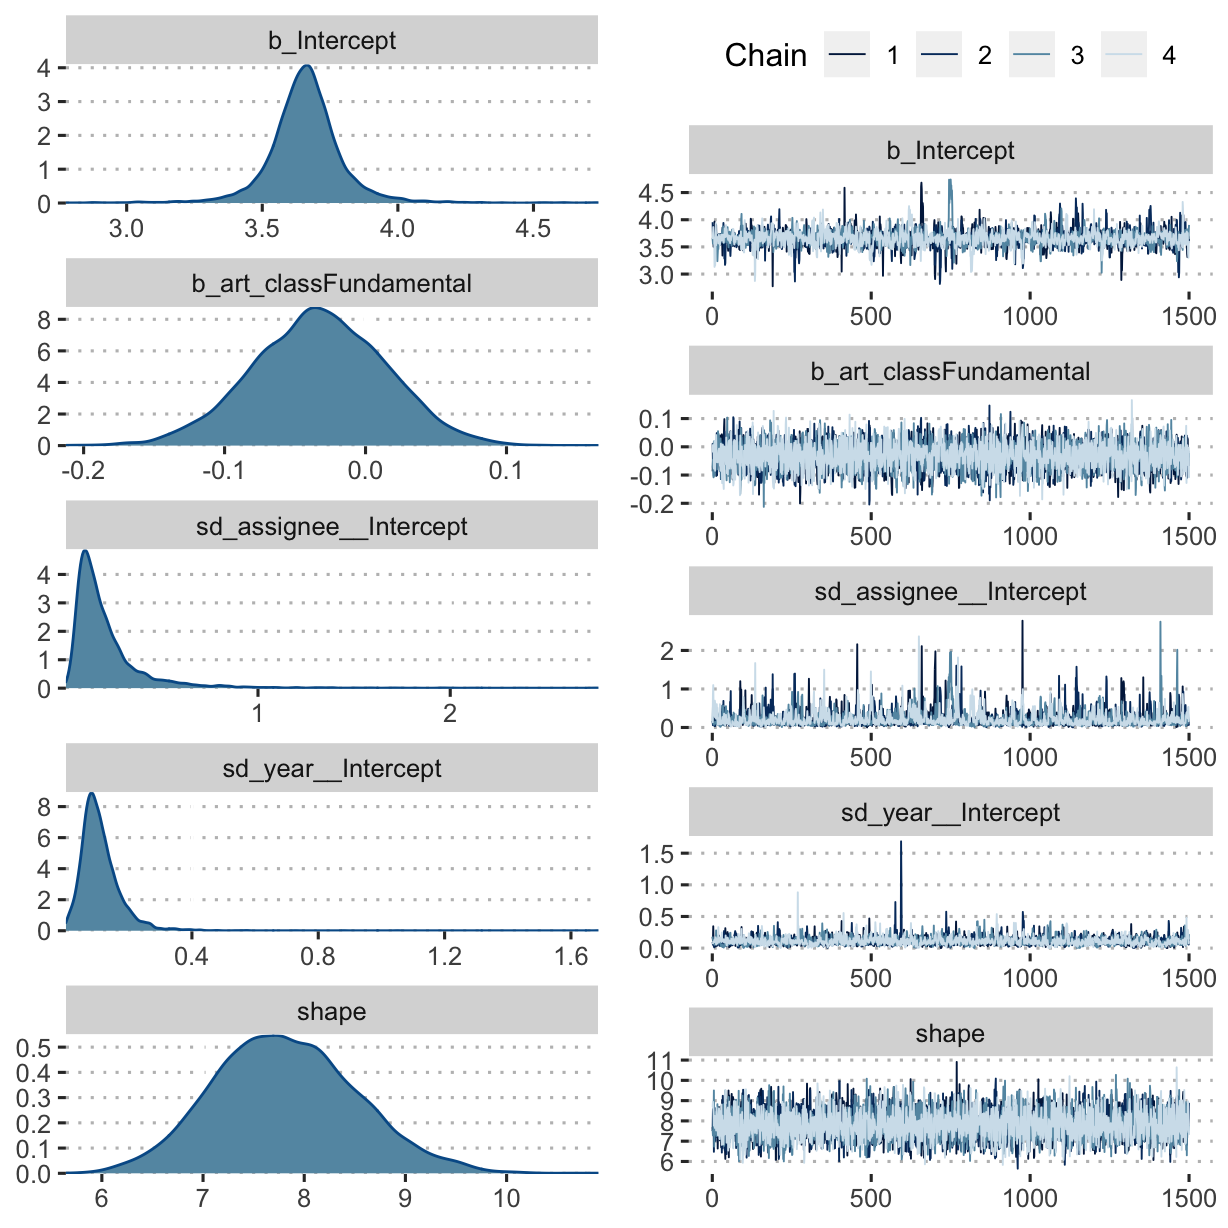 b_Intercept
4
3
2
1
0
3.0 3.5 4.0 4.5
b_art_classFundamental
8
6
4
2
0
-0.2 -0.1 0.0 0.1
sd_assignee__Intercept
4
3
2
1
0
1 2
sd_year__Intercept
8
6
4
2
0
0.4 0.8 1.2 1.6
shape
0.5
0.4
0.3
0.2
0.1
0.0
6 7 8 9 10
Chain 1 2 3 4
b_Intercept
4.5
4.0
3.5
3.0
0 500 1000 1500
b_art_classFundamental
0.1
0.0
-0.1
-0.2
0 500 1000 1500
sd_assignee__Intercept
2
1
0
0 500 1000 1500
sd_year__Intercept
1.5
1.0
0.5
0.0
0 500 1000 1500
shape
11
10
9
8
7
6
0 500 1000 1500